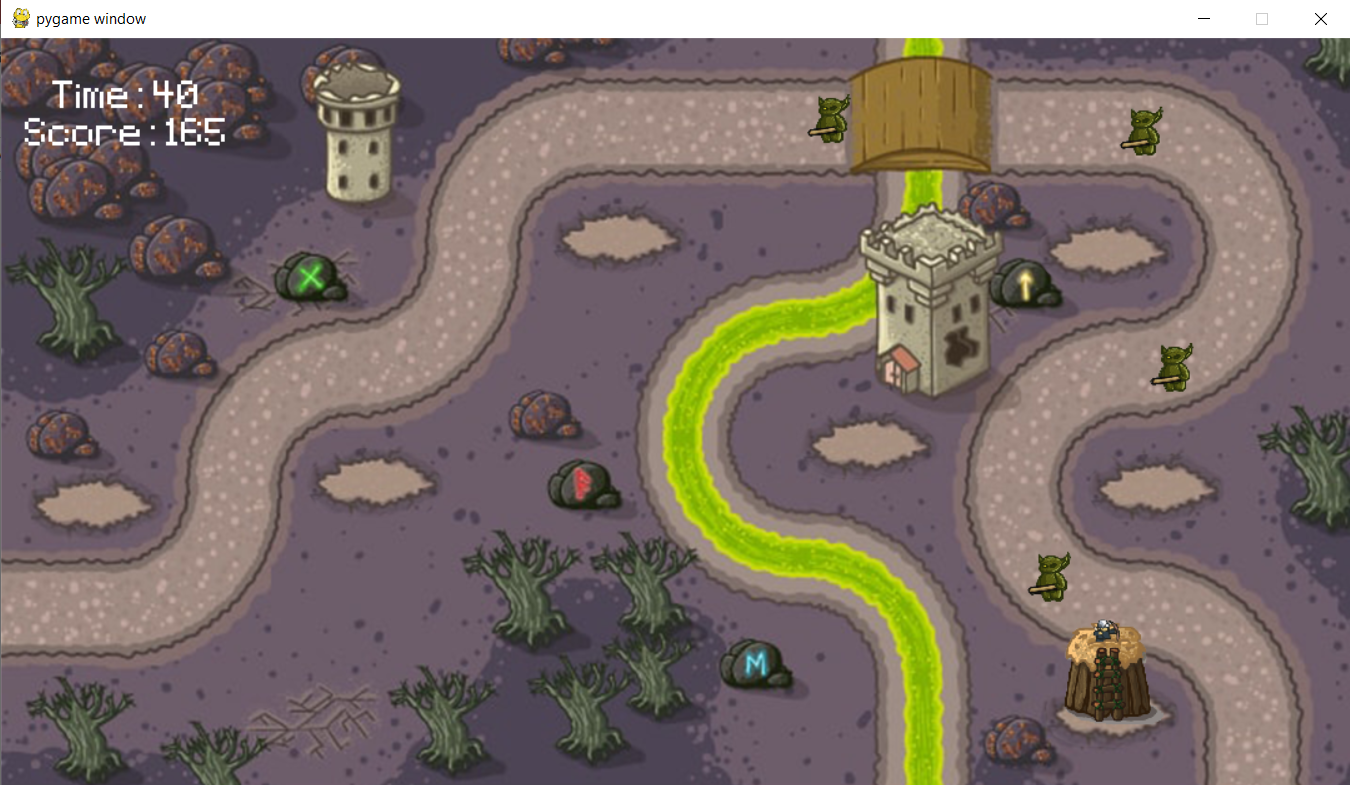 pygame window
Time:40
Score:165
X
↑
M